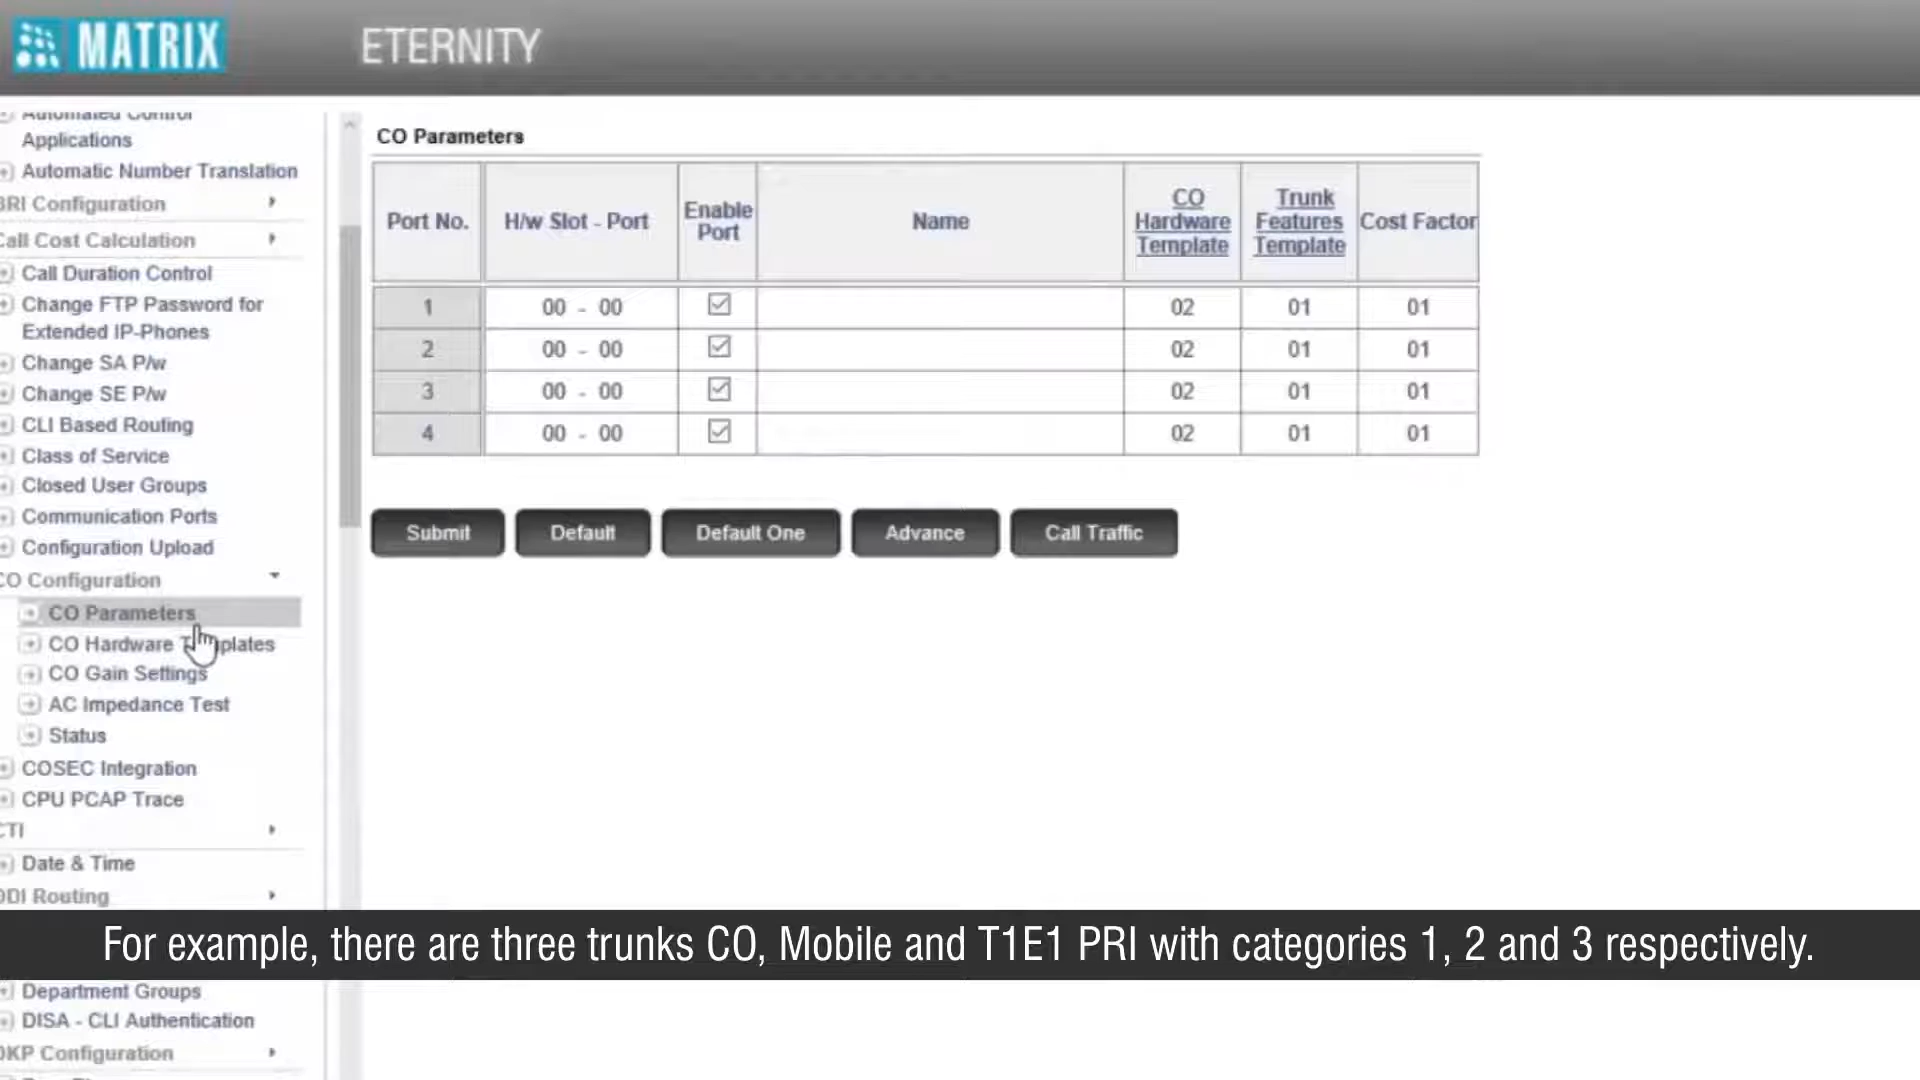 MATRIX
ETERNITY
Automated Control
Applications
Automatic Number Translation
BRI Configuration
Call Cost Calculation
Call Duration Control
Change FTP Password for
Extended IP-Phones
Change SA P/w
Change SE P/w
CLI Based Routing
Class of Service
Closed User Groups
Communication Ports
Configuration Upload
CO Configuration
CO Parameters
CO Hardware Templates
CO Gain Settings
AC Impedance Test
Status
COSEC Integration
CPU PCAP Trace
CTI
Date & Time
DDI Routing
CO Parameters
Port No. H/w Slot - Port Enable Port Name CO Hardware Template Trunk Features Template Cost Factor
1 00 - 00 02 01 01
2 00 - 00 02 01 01
3 00 - 00 02 01 01
4 00 - 00 02 01 01
Submit Default Default One Advance Call Traffic
For example, there are three trunks CO, Mobile and T1E1 PRI with categories 1, 2 and 3 respectively.
Department Groups
DISA - CLI Authentication
DKP Configuration